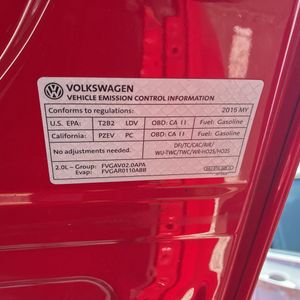 VOLKSWAGEN
VEHICLE EMISSION CONTROL INFORMATION
Conforms to regulations: 2015 MY
U.S. EPA: T2B2 LDV OBD: CA II Fuel: Gasoline
California: PZEV PC OBD: CA II Fuel: Gasoline
No adjustments needed. DFI/TC/CAC/AIR/
WU-TWC/TWC/WR-HO2S/HO2S
2.0L - Group: FVGAV02.0APA
Evap: FVGAR0110ABB